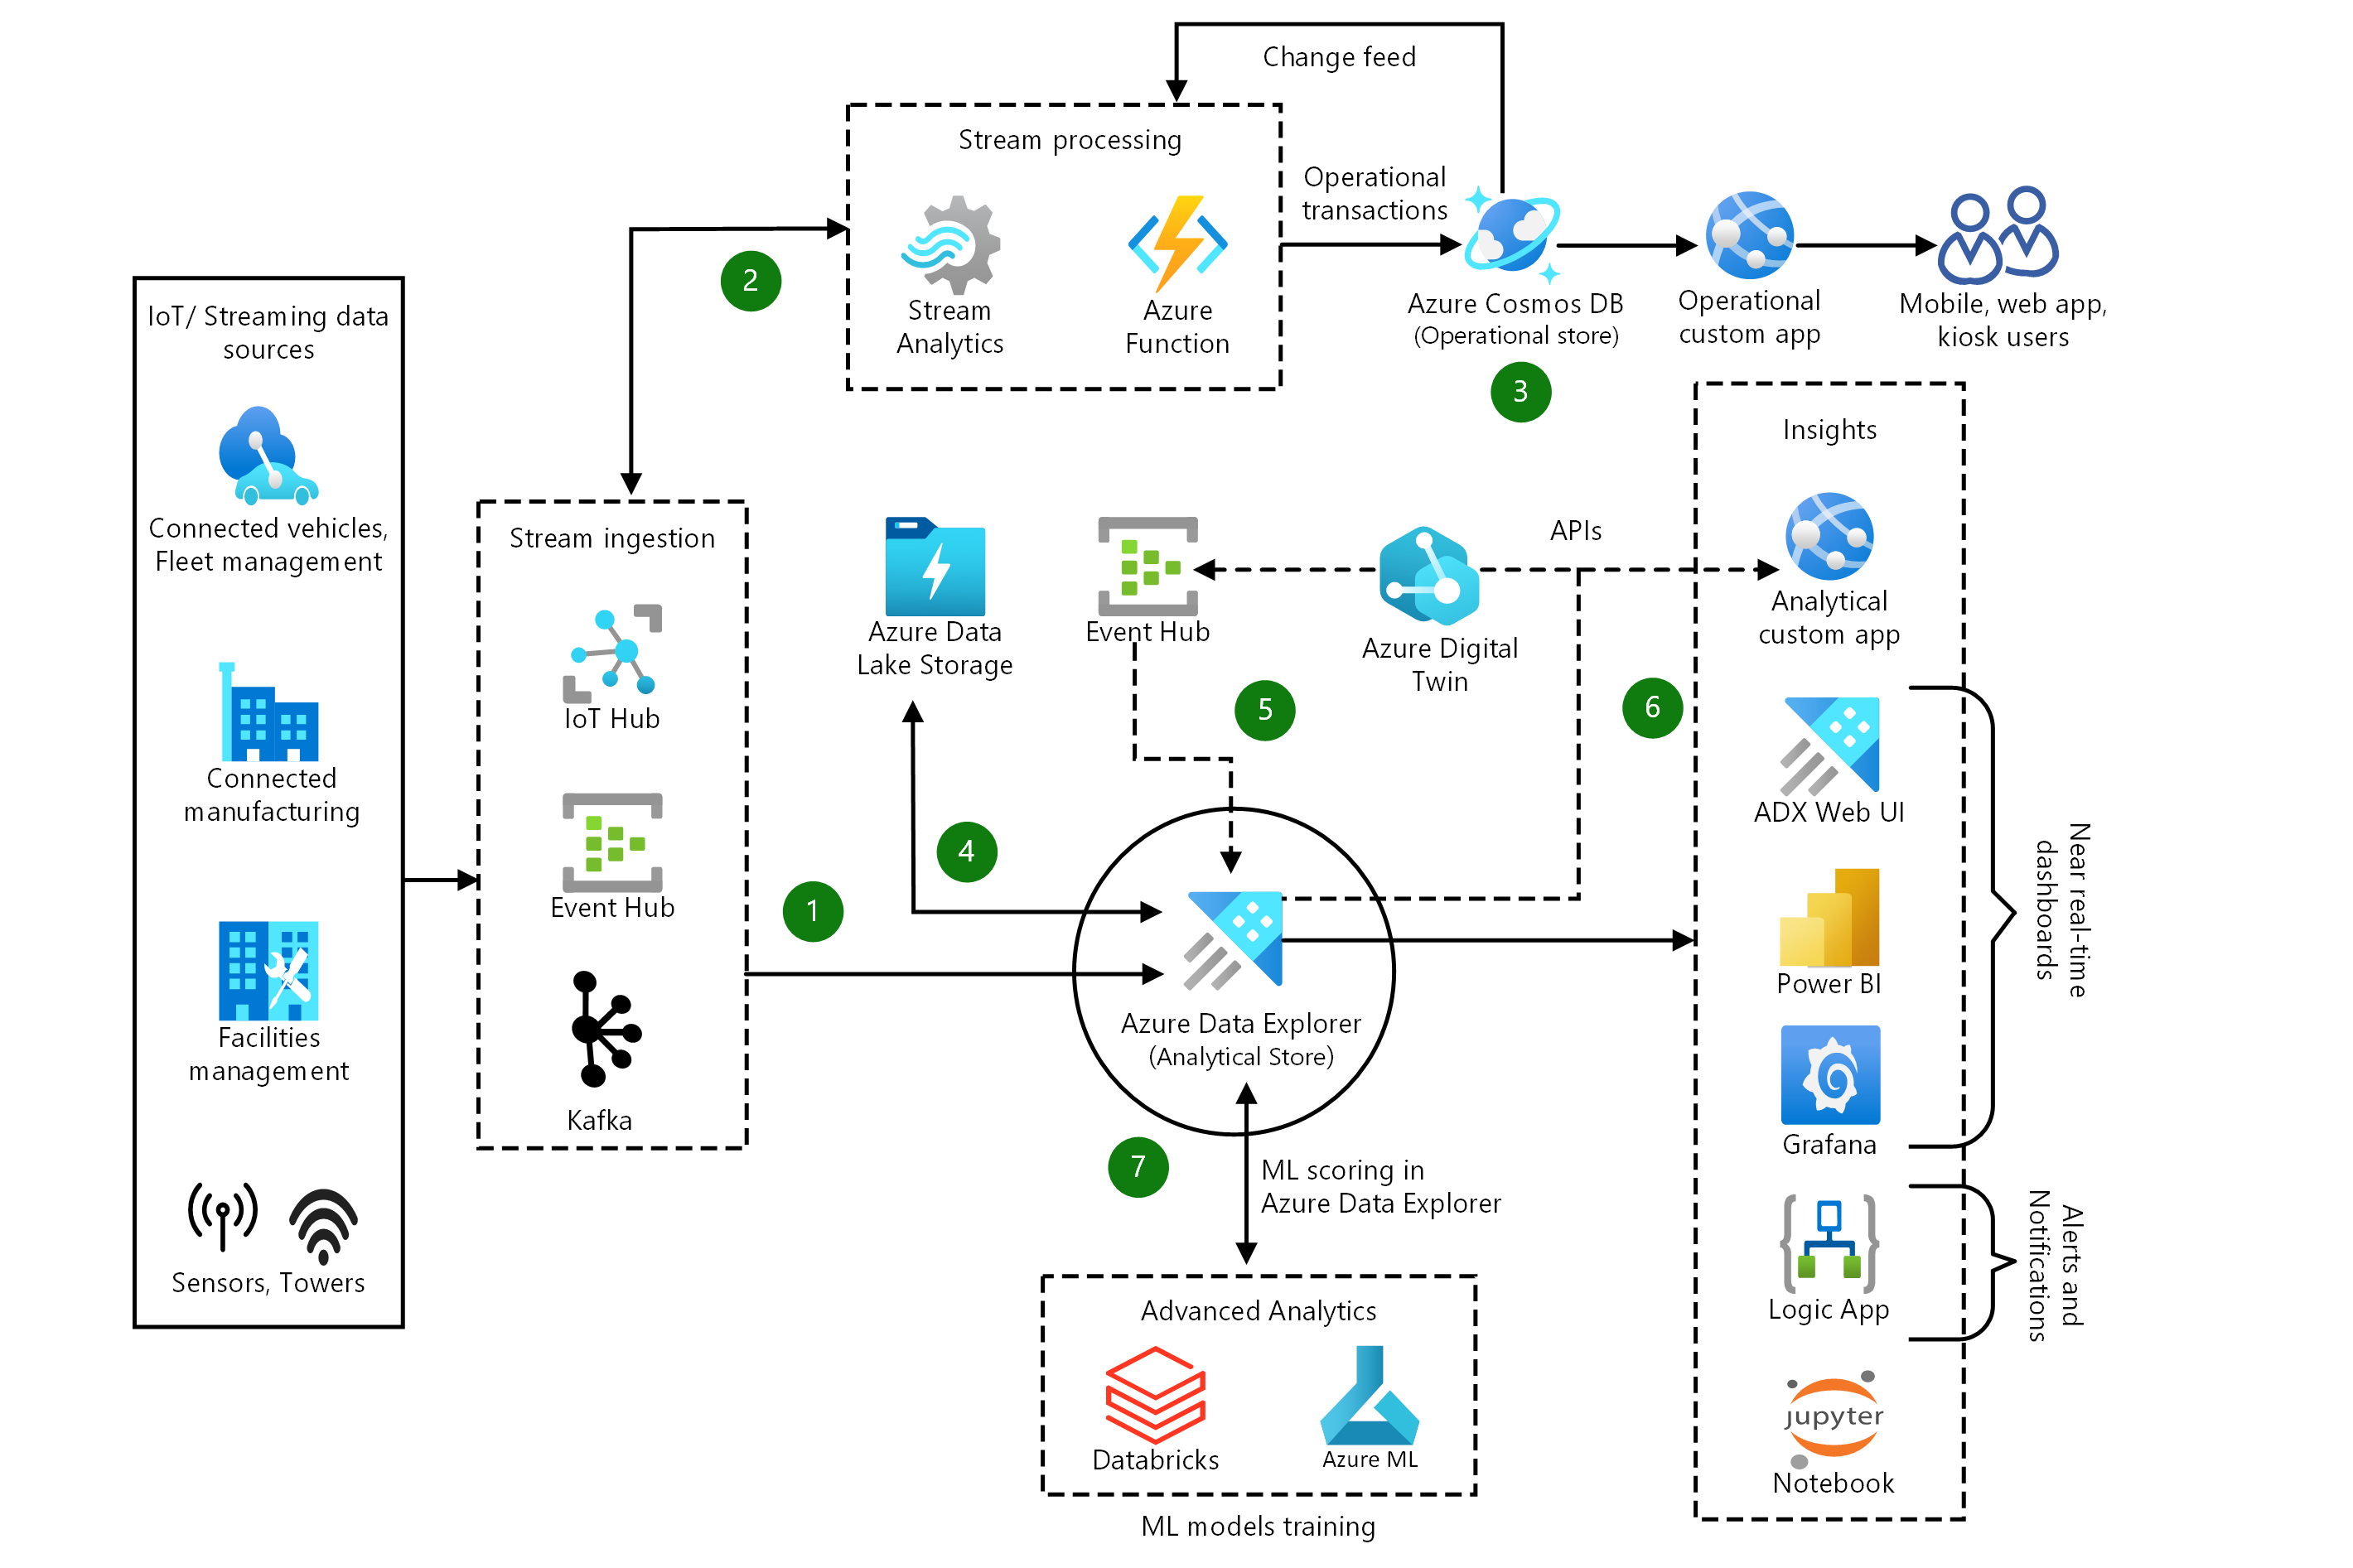 Change feed
Stream processing
Operational
transactions
Stream
Analytics
Azure
Function
Azure Cosmos DB
(Operational store)
Operational
custom app
Mobile, web app,
kiosk users
2
3
IoT/ Streaming data
sources
Connected vehicles,
Fleet management
Connected
manufacturing
Facilities
management
Sensors, Towers
Stream ingestion
IoT Hub
Event Hub
Kafka
1
Azure Data
Lake Storage
4
Event Hub
5
Azure Digital
Twin
APIs
6
Azure Data Explorer
(Analytical Store)
7
ML scoring in
Azure Data Explorer
Advanced Analytics
Databricks
Azure ML
ML models training
Insights
Analytical
custom app
ADX Web UI
Power BI
Grafana
Logic App
jupyter
Notebook
Near real-time
dashboards
Alerts and
Notifications